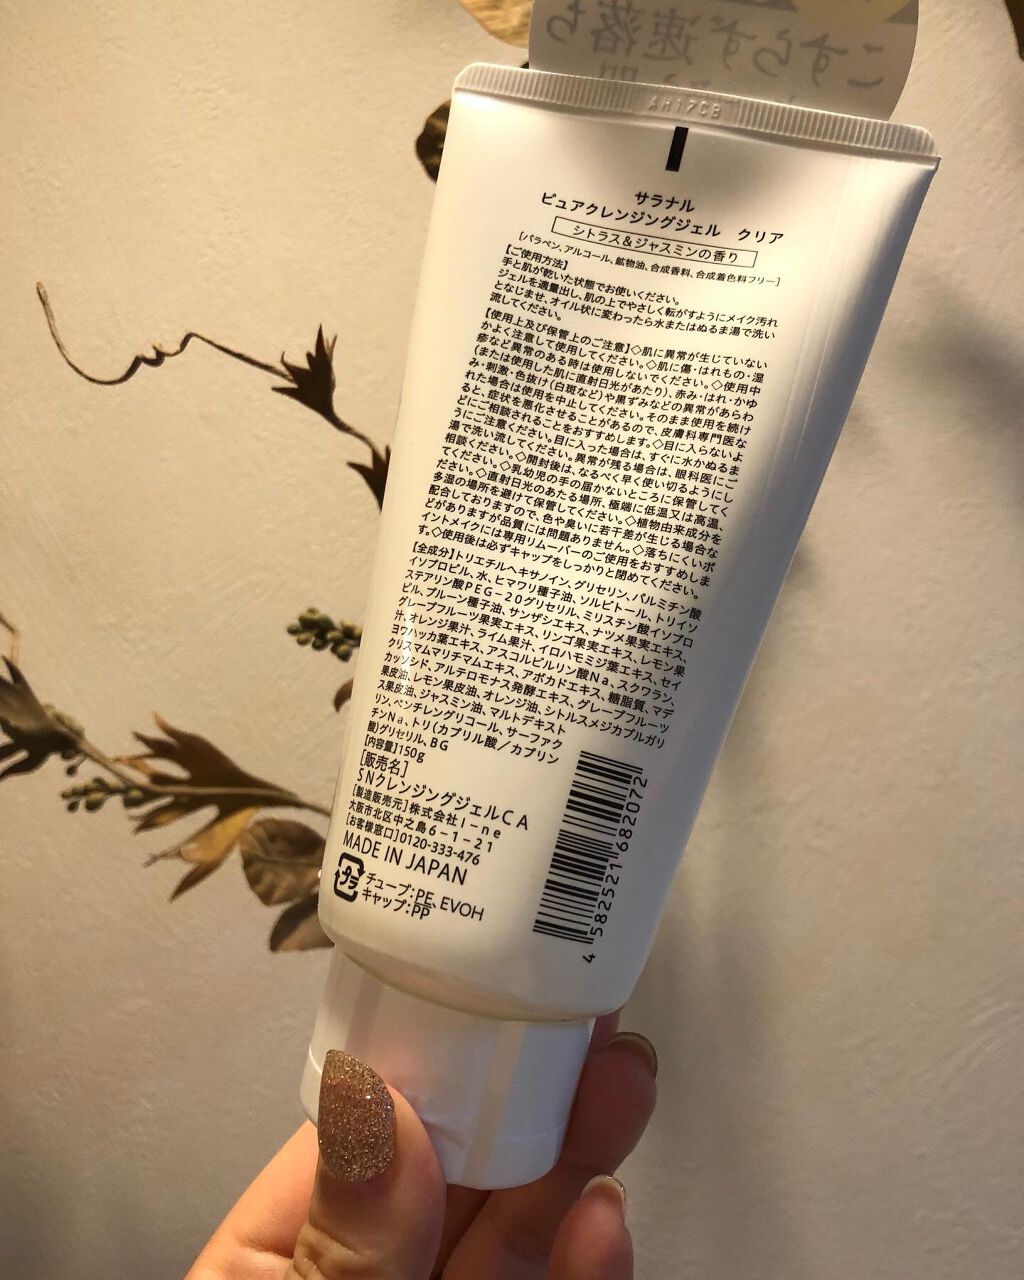 こすらず速落ち
AH17CB
サラナル
ピュアクレンジングジェル クリア
シトラス&ジャスミンの香り
[パラベン、アルコール、鉱物油、合成香料、合成着色料フリー]
【ご使用方法】
手と肌が乾いた状態でお使いください。
ジェルを適量出し、肌の上でやさしく転がすようにメイク汚れ
となじませ、オイル状に変わったら水またはぬるま湯で洗い
流してください。
【使用上及び保管上のご注意】◇肌に異常が生じていない
かよく注意して使用してください。◇肌に傷・はれもの・湿
疹など異常のある時は使用しないでください。◇使用中
(または使用した肌に直射日光があたり)、赤み・はれ・かゆ
み・刺激・色抜け(白斑など)や黒ずみなどの異常があらわ
れた場合は使用を中止してください。そのまま使用を続け
ると、症状を悪化させることがあるので、皮膚科専門医な
どにご相談されることをおすすめします。◇目に入らないよ
うにご注意ください。目に入った場合は、すぐに水かぬるま
湯で洗い流してください。異常が残る場合は、眼科医にご
相談ください。◇開封後は、なるべく早く使い切るようにし
てください。◇乳幼児の手の届かないところに保管してく
ださい。◇直射日光のあたる場所、極端に低温又は高温、
多湿の場所を避けて保管してください。◇植物由来成分を
配合しておりますので、色や臭いに若干差が生じる場合な
どがありますが品質には問題ありません。◇落ちにくいポ
イントメイクには専用リムーバーのご使用をおすすめしま
す。◇使用後は必ずキャップをしっかりと閉めてください。
【全成分】トリエチルヘキサノイン、グリセリン、パルミチン酸
イソプロピル、水、ヒマワリ種子油、ソルビトール、トリイソ
ステアリン酸PEG-20グリセリル、ミリスチン酸イソプロ
ピル、プルーン種子油、サンザシエキス、ナツメ果実エキス、
グレープフルーツ果実エキス、リンゴ果実エキス、レモン果
汁、オレンジ果汁、ライム果汁、イロハモミジ葉エキス、セイ
ヨウハッカ葉エキス、アスコルビルリン酸Na、スクワラン、
クリスマムマリチマムエキス、アボカドエキス、糖脂質、マデ
カッソシド、アルテロモナス発酵エキス、グレープフルーツ
果皮油、レモン果皮油、オレンジ油、シトルスメジカブルガリ
ス果皮油、ジャスミン油、マルトデキスト
リン、ペンチレングリコール、サーファク
チンNa、トリ(カプリル酸/カプリン
酸)グリセリル、BG
[内容量]150g
[販売名]
SNクレンジングジェルCA
[製造販売元]株式会社I-ne
大阪市北区中之島6-1-21
[お客様窓口]0120-333-476
MADE IN JAPAN
プラ
チューブ:PE、EVOH
キャップ:PP
4 582521 682072